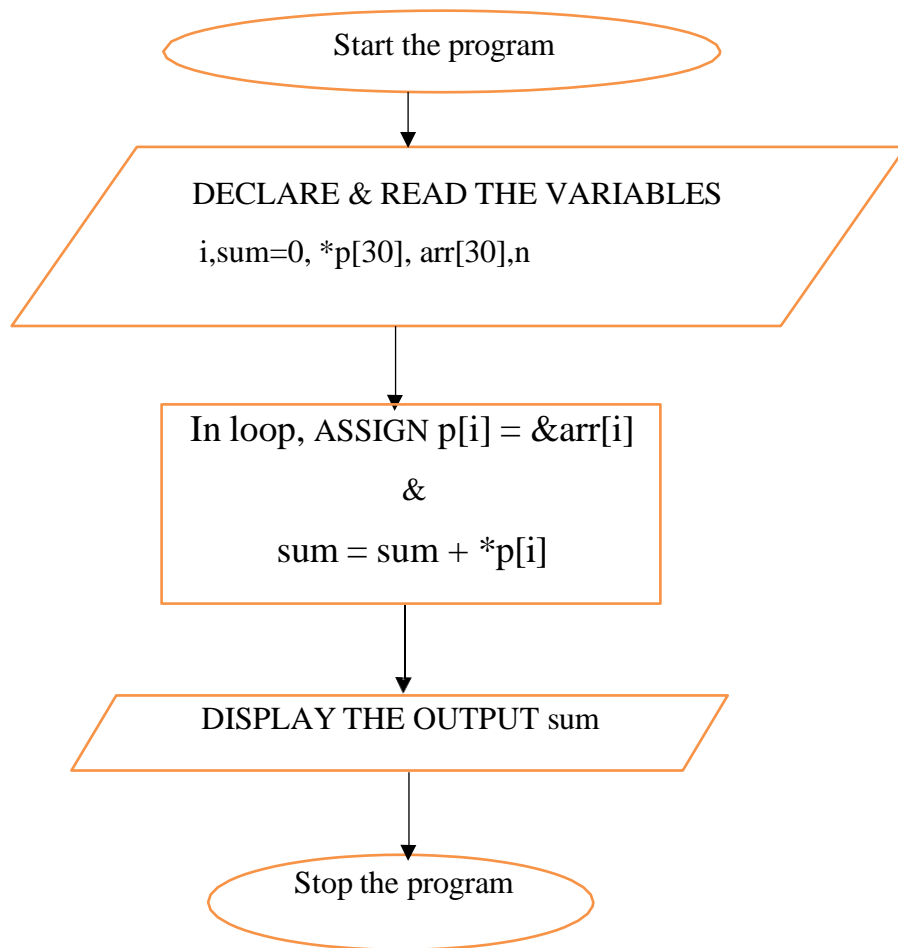 Start the program
DECLARE & READ THE VARIABLES
i,sum=0, *p[30], arr[30],n
In loop, ASSIGN p[i] = &arr[i]
&
sum = sum + *p[i]
DISPLAY THE OUTPUT sum
Stop the program